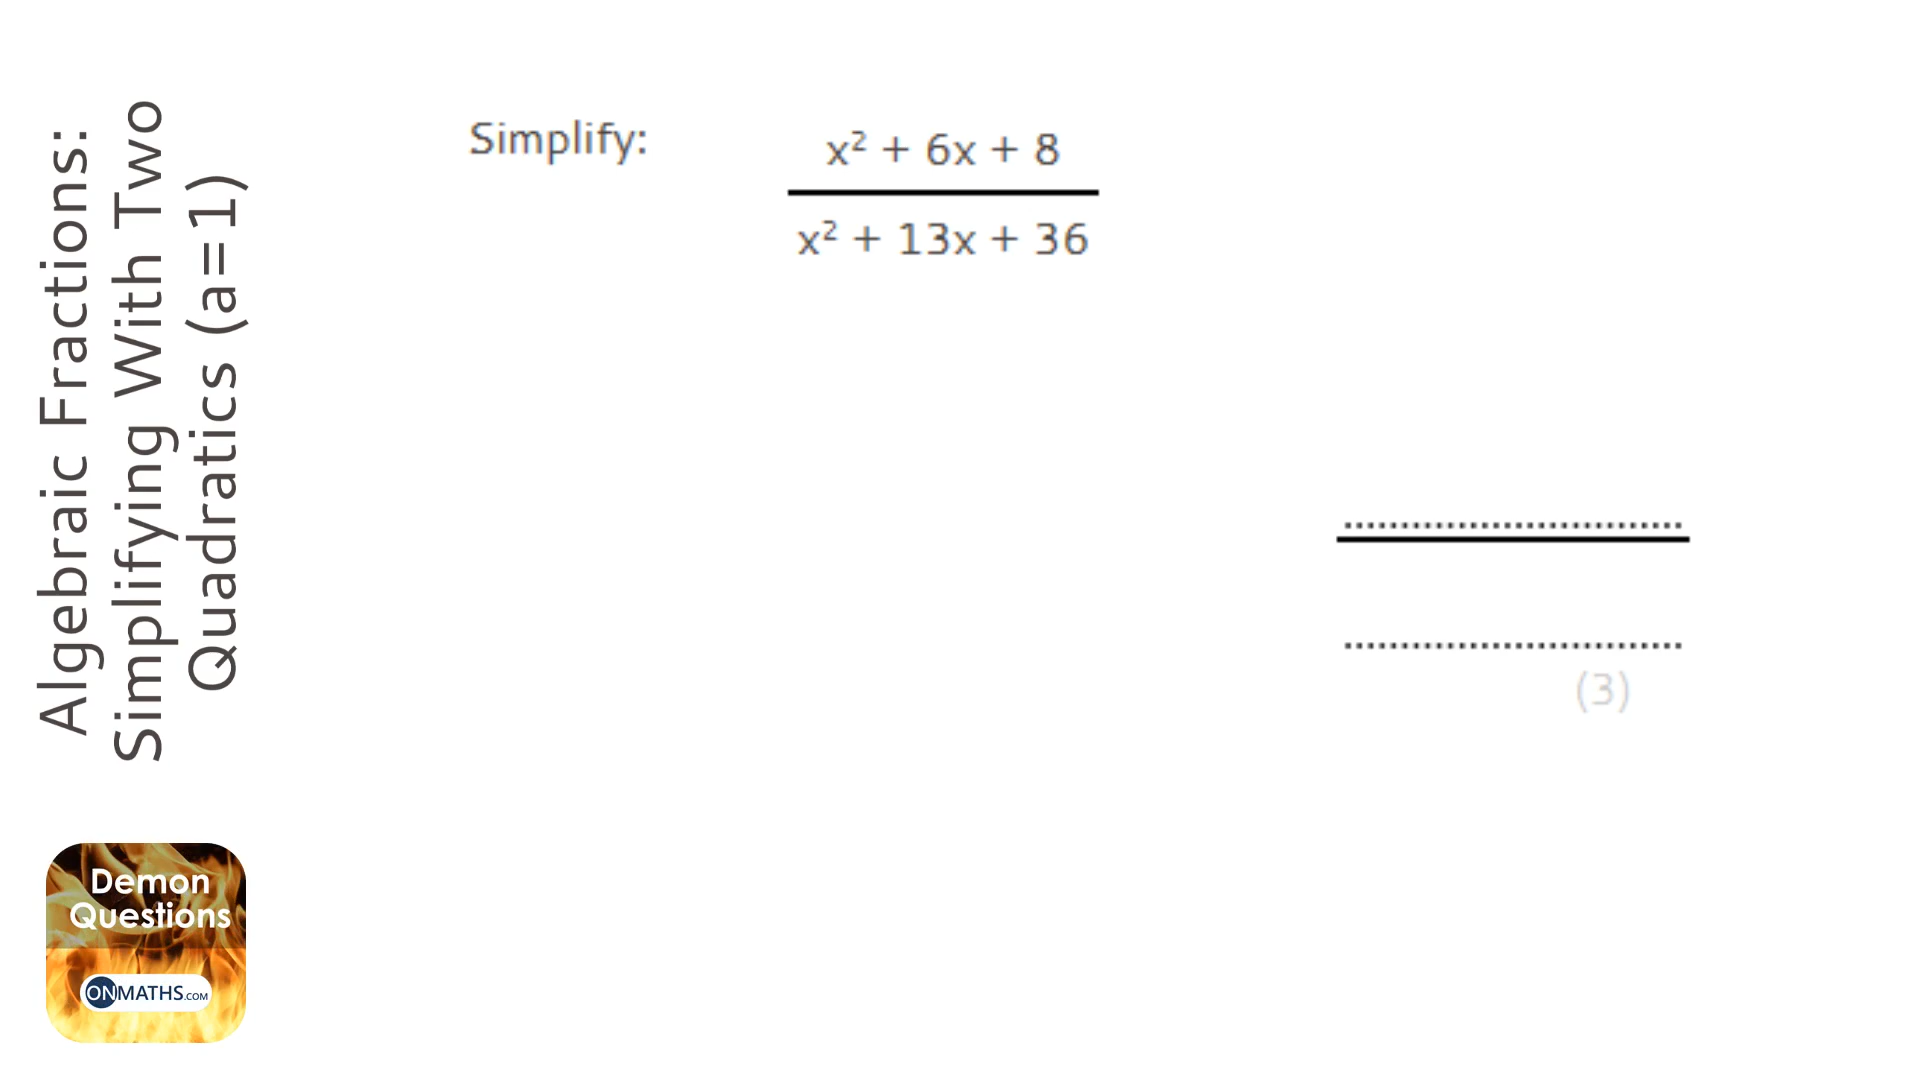 Algebraic Fractions:
Simplifying With Two
Quadratics (a=1)
Simplify:
x² + 6x + 8
x² + 13x + 36
(3)
Demon
Questions
ONMATHS.COM